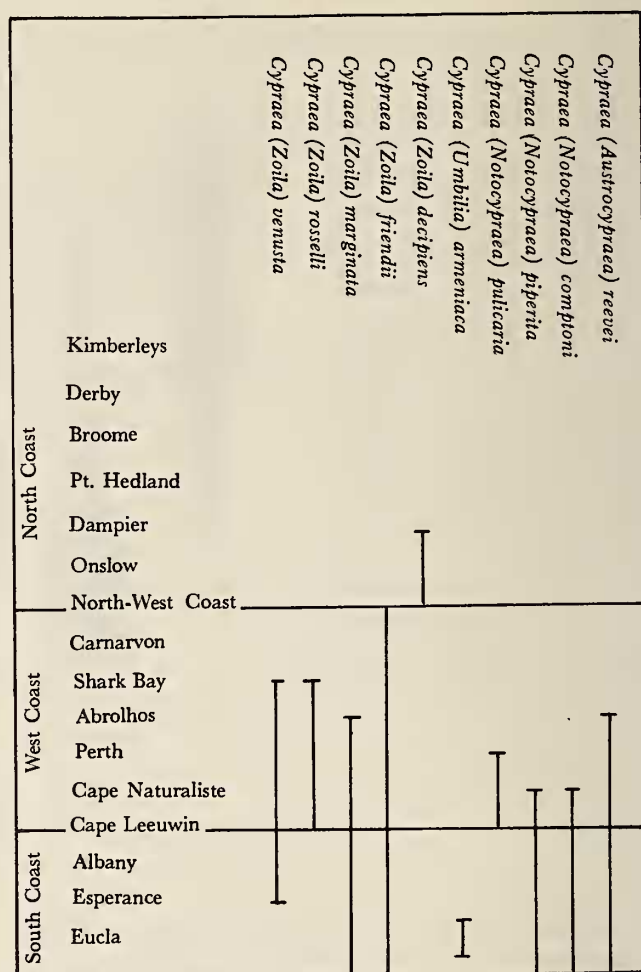 Cypraea (Zoila) venusta
Cypraea (Zoila) rosselli
Cypraea (Zoila) marginata
Cypraea (Zoila) friendii
Cypraea (Zoila) decipiens
Cypraea (Umbilia) armeniaca
Cypraea (Notocypraea) pulicaria
Cypraea (Notocypraea) piperita
Cypraea (Notocypraea) comptoni
Cypraea (Austrocypraea) reevei
North Coast
Kimberleys
Derby
Broome
Pt. Hedland
Dampier
Onslow
North-West Coast
West Coast
Carnarvon
Shark Bay
Abrolhos
Perth
Cape Naturaliste
Cape Leeuwin
South Coast
Albany
Esperance
Eucla